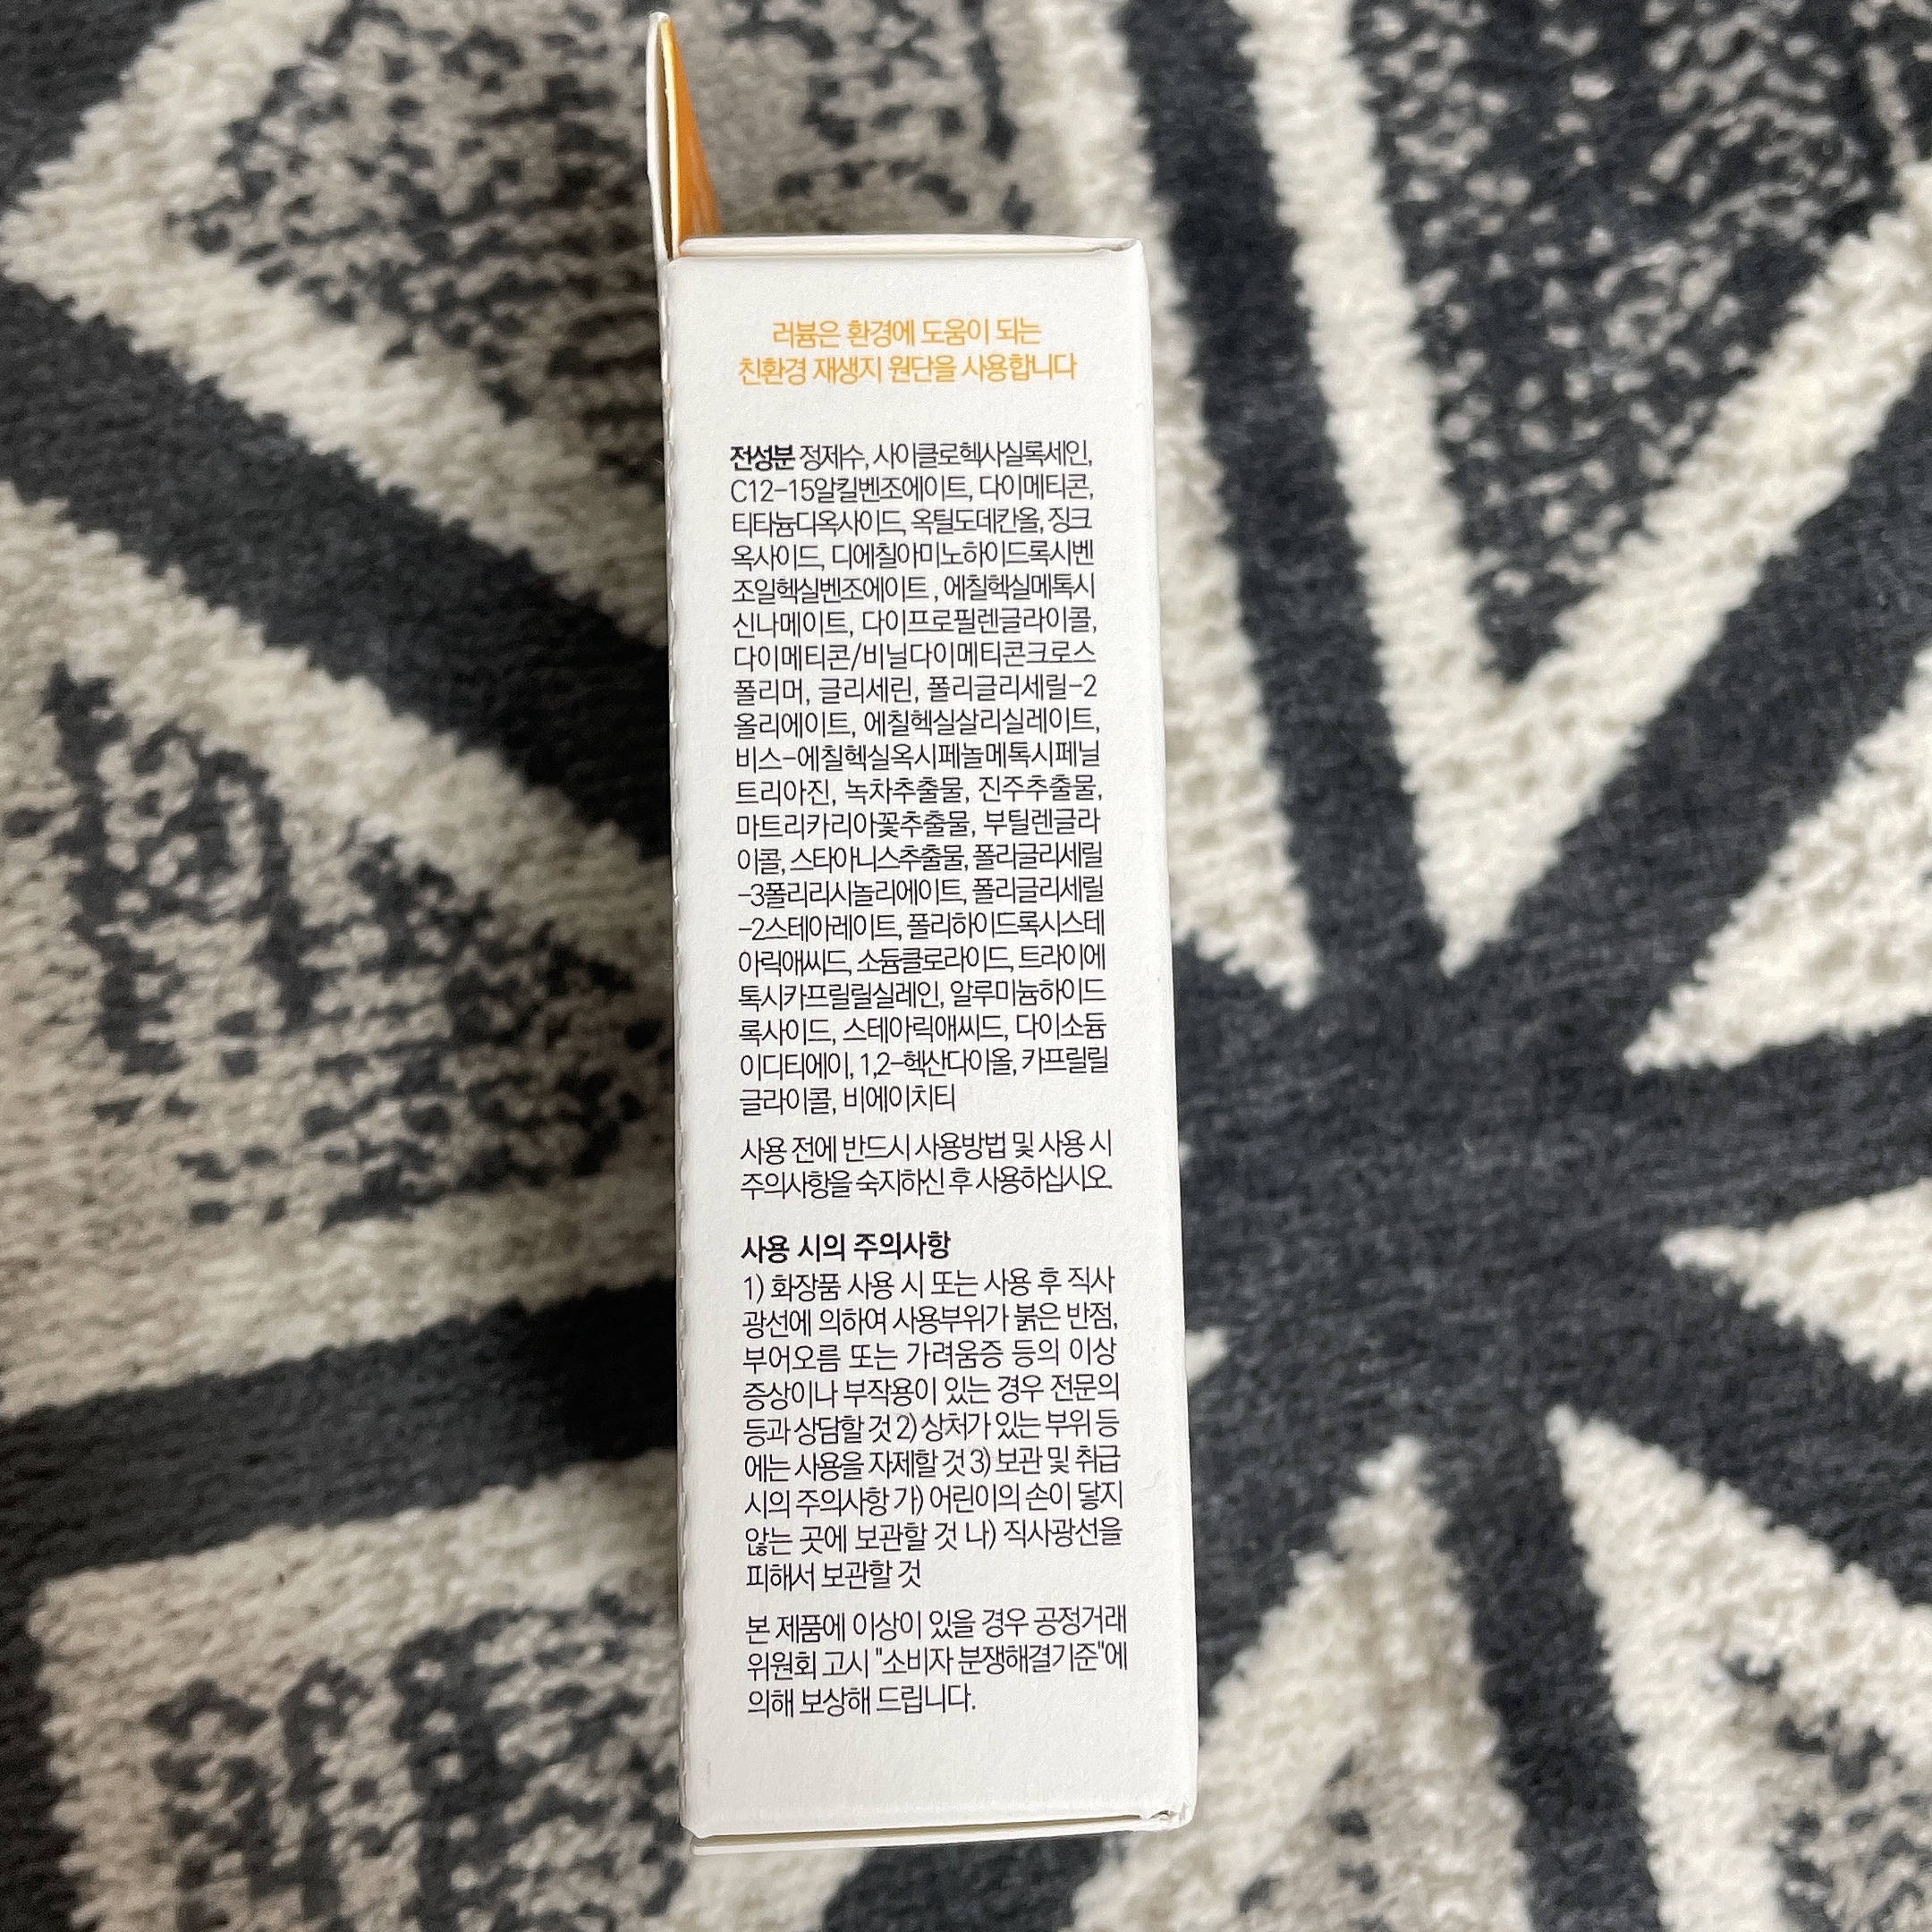 러븀은 환경에 도움이 되는
친환경 재생지 원단을 사용합니다
전성분 정제수, 사이클로헥사실록세인,
C12-15알킬벤조에이트, 다이메티콘,
티타늄디옥사이드, 옥틸도데칸올, 징크
옥사이드, 디에칠아미노하이드록시벤
조일헥실벤조에이트 , 에칠헥실메톡시
신나메이트, 다이프로필렌글라이콜,
다이메티콘/비닐다이메티콘크로스
폴리머, 글리세린, 폴리글리세릴-2
올리에이트, 에칠헥실살리실레이트,
비스-에칠헥실옥시페놀메톡시페닐
트리아진, 녹차추출물, 진주추출물,
마트리카리아꽃추출물, 부틸렌글라
이콜, 스타아니스추출물, 폴리글리세릴
-3폴리리시놀리에이트, 폴리글리세릴
-2스테아레이트, 폴리하이드록시스테
아릭애씨드, 소듐클로라이드, 트라이에
톡시카프릴릴실레인, 알루미늄하이드
록사이드, 스테아릭애씨드, 다이소듐
이디티에이, 1,2-헥산다이올, 카프릴릴
글라이콜, 비에이치티
사용 전에 반드시 사용방법 및 사용 시
주의사항을 숙지하신 후 사용하십시오.
사용 시의 주의사항
1) 화장품 사용 시 또는 사용 후 직사
광선에 의하여 사용부위가 붉은 반점,
부어오름 또는 가려움증 등의 이상
증상이나 부작용이 있는 경우 전문의
등과 상담할 것 2) 상처가 있는 부위 등
에는 사용을 자제할 것 3) 보관 및 취급
시의 주의사항 가) 어린이의 손이 닿지
않는 곳에 보관할 것 나) 직사광선을
피해서 보관할 것
본 제품에 이상이 있을 경우 공정거래
위원회 고시 "소비자 분쟁해결기준"에
의해 보상해 드립니다.